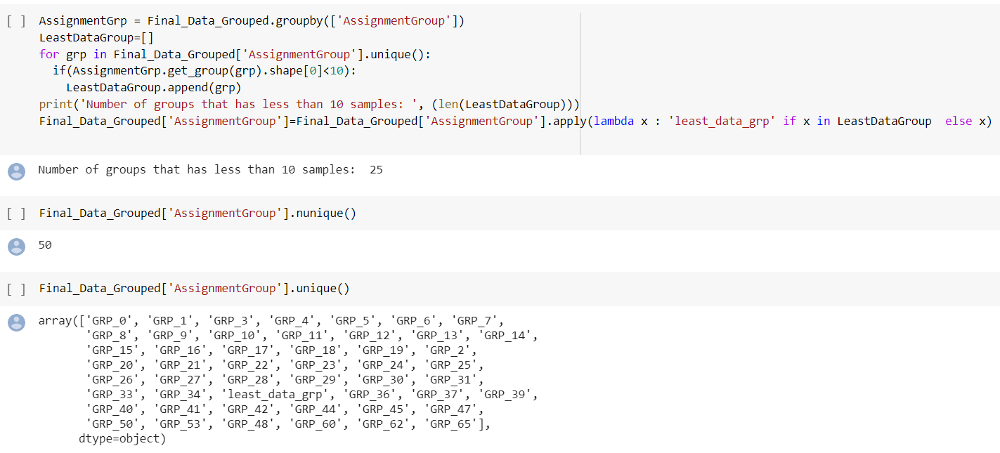 [ ] AssignmentGrp = Final_Data_Grouped.groupby(['AssignmentGroup'])
LeastDataGroup=[]
for grp in Final_Data_Grouped['AssignmentGroup'].unique():
  if(AssignmentGrp.get_group(grp).shape[0]<10):
    LeastDataGroup.append(grp)
print('Number of groups that has less than 10 samples: ', (len(LeastDataGroup)))
Final_Data_Grouped['AssignmentGroup']=Final_Data_Grouped['AssignmentGroup'].apply(lambda x : 'least_data_grp' if x in LeastDataGroup  else x)
Number of groups that has less than 10 samples:  25
[ ] Final_Data_Grouped['AssignmentGroup'].nunique()
50
[ ] Final_Data_Grouped['AssignmentGroup'].unique()
array(['GRP_0', 'GRP_1', 'GRP_3', 'GRP_4', 'GRP_5', 'GRP_6', 'GRP_7',
       'GRP_8', 'GRP_9', 'GRP_10', 'GRP_11', 'GRP_12', 'GRP_13', 'GRP_14',
       'GRP_15', 'GRP_16', 'GRP_17', 'GRP_18', 'GRP_19', 'GRP_2',
       'GRP_20', 'GRP_21', 'GRP_22', 'GRP_23', 'GRP_24', 'GRP_25',
       'GRP_26', 'GRP_27', 'GRP_28', 'GRP_29', 'GRP_30', 'GRP_31',
       'GRP_33', 'GRP_34', 'least_data_grp', 'GRP_36', 'GRP_37', 'GRP_39',
       'GRP_40', 'GRP_41', 'GRP_42', 'GRP_44', 'GRP_45', 'GRP_47',
       'GRP_50', 'GRP_53', 'GRP_48', 'GRP_60', 'GRP_62', 'GRP_65'],
      dtype=object)